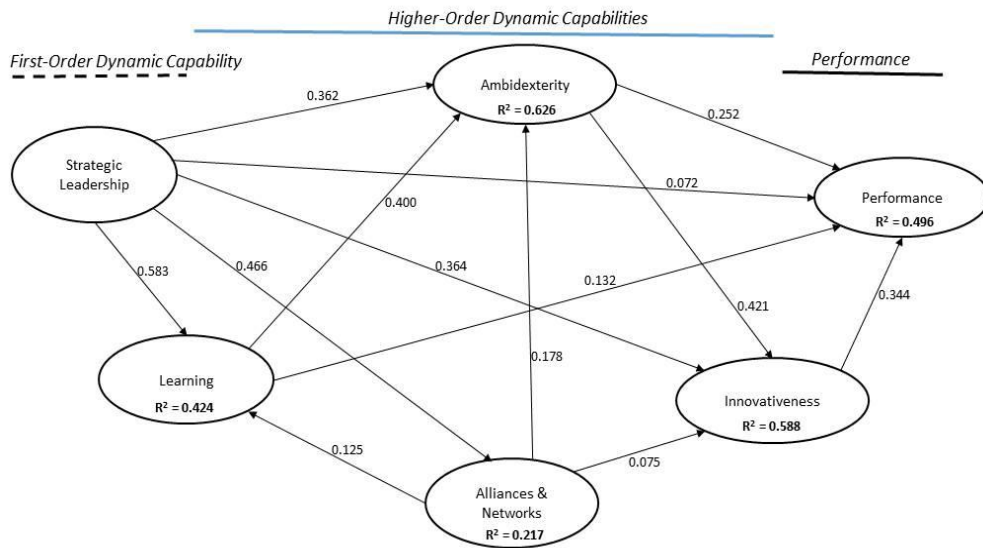 Higher-Order Dynamic Capabilities
First-Order Dynamic Capability
Performance
Ambidexterity
R² = 0.626
0.362
0.252
Strategic
Leadership
0.072
Performance
R² = 0.496
0.400
0.583
0.466
0.364
0.132
0.344
0.421
0.178
Learning
R² = 0.424
Innovativeness
R² = 0.588
0.125
0.075
Alliances &
Networks
R² = 0.217